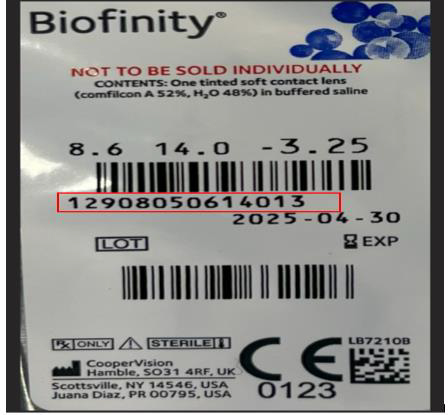 Biofinity®
NOT TO BE SOLD INDIVIDUALLY
CONTENTS: One tinted soft contact lens
(comfilcon A 52%, H₂O 48%) in buffered saline
8.6 14.0 -3.25
12908050614013
2025-04-30
LOT EXP
Rx ONLY STERILE
LB7210B
CooperVision
Hamble, SO31 4RF, UK
Scottsville, NY 14546, USA
Juana Diaz, PR 00795, USA
CE
0123